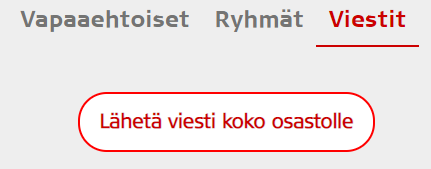 Vapaaehtoiset Ryhmät Viestit
Lähetä viesti koko osastolle